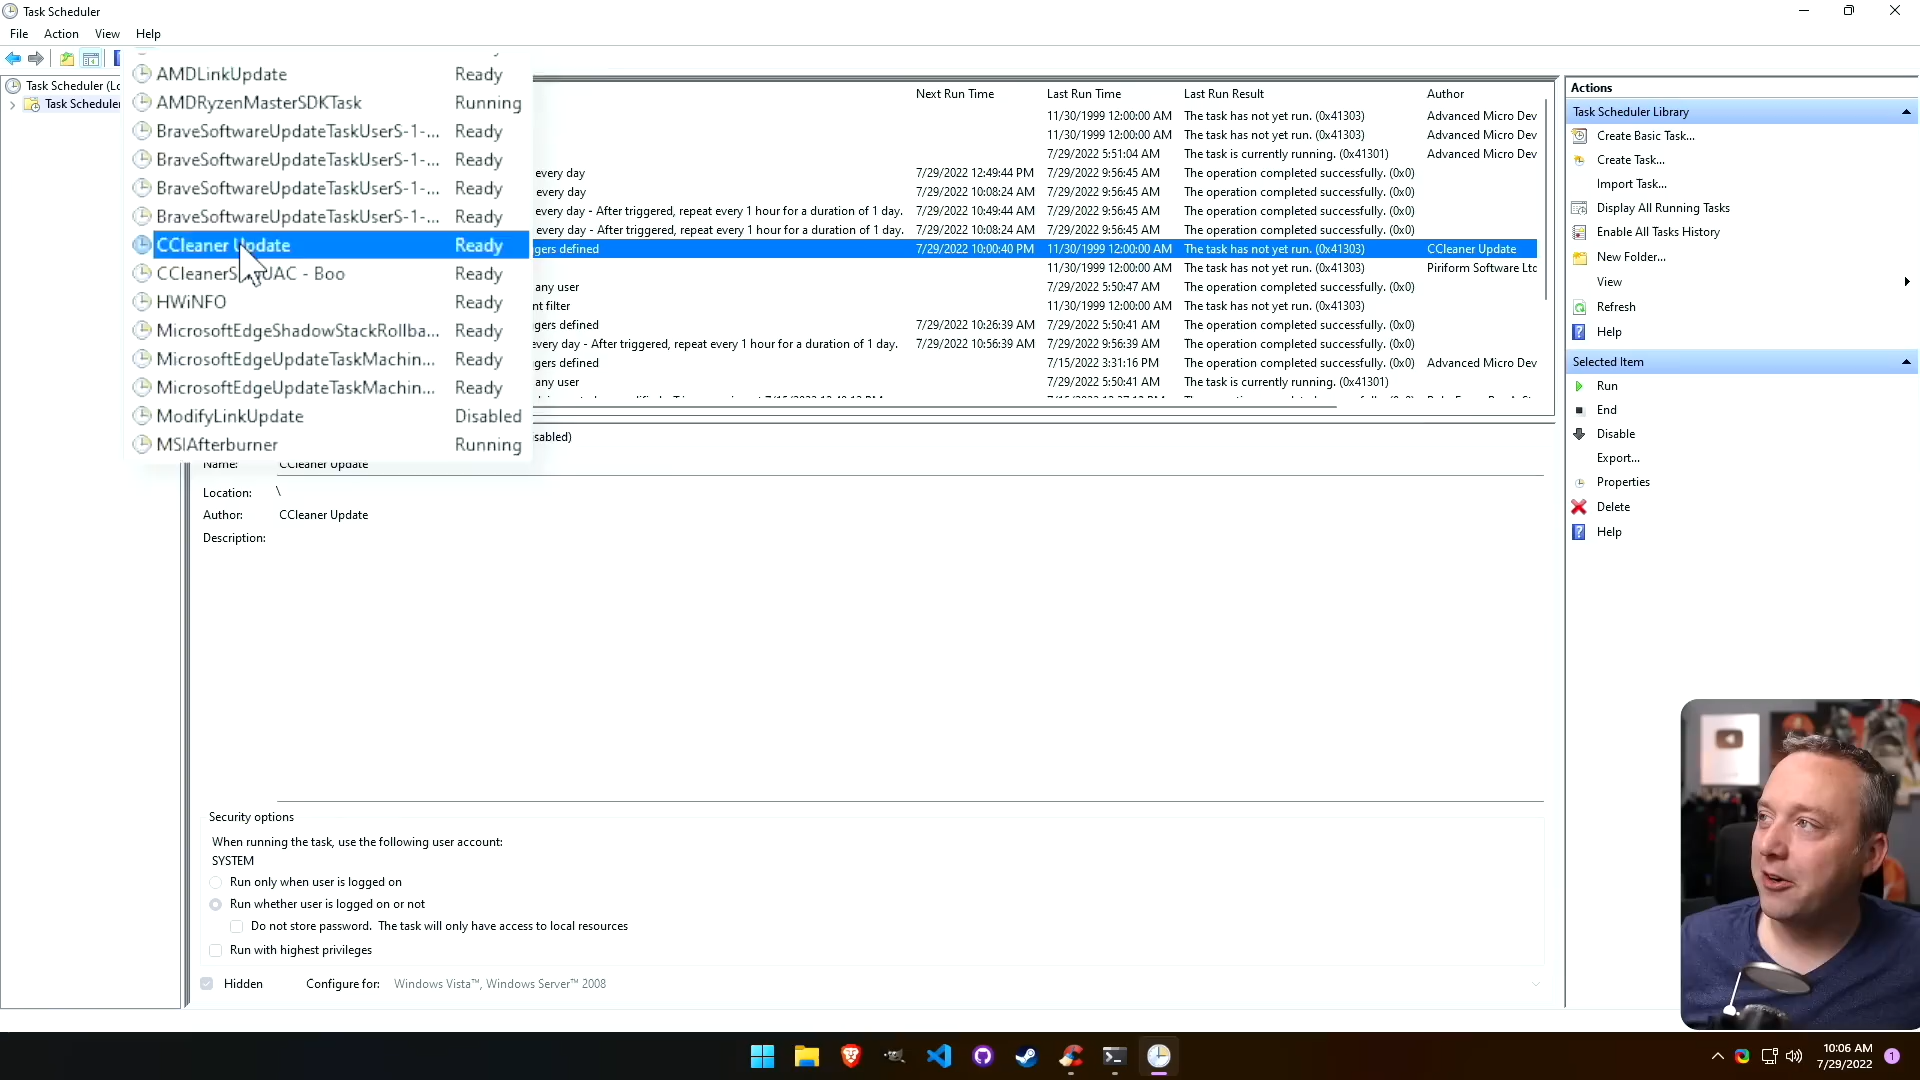 Task Scheduler
File Action View Help
Task Scheduler (Lo
Task Scheduler
AMDLinkUpdate Ready
AMDRyzenMasterSDKTask Running
BraveSoftwareUpdateTaskUserS-1-... Ready
BraveSoftwareUpdateTaskUserS-1-... Ready
BraveSoftwareUpdateTaskUserS-1-... Ready
BraveSoftwareUpdateTaskUserS-1-... Ready
CCleaner Update Ready
UAC - Boo Ready
HWiNFO Ready
MicrosoftEdgeShadowStackRollba... Ready
MicrosoftEdgeUpdateTaskMachin... Ready
MicrosoftEdgeUpdateTaskMachin... Ready
ModifyLinkUpdate Disabled
MSIAfterburner Running
Next Run Time Last Run Time Last Run Result Author
11/30/1999 12:00:00 AM The task has not yet run. (0x41303) Advanced Micro Dev
11/30/1999 12:00:00 AM The task has not yet run. (0x41303) Advanced Micro Dev
7/29/2022 5:51:04 AM The task is currently running. (0x41301) Advanced Micro Dev
every day 7/29/2022 12:49:44 PM 7/29/2022 9:56:45 AM The operation completed successfully. (0x0)
every day 7/29/2022 10:08:24 AM 7/29/2022 9:56:45 AM The operation completed successfully. (0x0)
every day - After triggered, repeat every 1 hour for a duration of 1 day. 7/29/2022 10:49:44 AM 7/29/2022 9:56:45 AM The operation completed successfully. (0x0)
every day - After triggered, repeat every 1 hour for a duration of 1 day. 7/29/2022 10:08:24 AM 7/29/2022 9:56:45 AM The operation completed successfully. (0x0)
gers defined 7/29/2022 10:00:40 PM 11/30/1999 12:00:00 AM The task has not yet run. (0x41303) CCleaner Update
11/30/1999 12:00:00 AM The task has not yet run. (0x41303) Piriform Software Ltd
any user 7/29/2022 5:50:47 AM The operation completed successfully. (0x0)
nt filter 11/30/1999 12:00:00 AM The task has not yet run. (0x41303)
gers defined 7/29/2022 10:26:39 AM 7/29/2022 5:50:41 AM The operation completed successfully. (0x0)
every day - After triggered, repeat every 1 hour for a duration of 1 day. 7/29/2022 10:56:39 AM 7/29/2022 9:56:39 AM The operation completed successfully. (0x0)
gers defined 7/15/2022 3:31:16 PM The operation completed successfully. (0x0) Advanced Micro Dev
any user 7/29/2022 5:50:41 AM The task is currently running. (0x41301)
sabled)
Name: CCleaner Update
Location: \
Author: CCleaner Update
Description:
Security options
When running the task, use the following user account:
SYSTEM
Run only when user is logged on
Run whether user is logged on or not
Do not store password. The task will only have access to local resources
Run with highest privileges
Hidden Configure for: Windows Vista™, Windows Server™ 2008
Actions
Task Scheduler Library
Create Basic Task...
Create Task...
Import Task...
Display All Running Tasks
Enable All Tasks History
New Folder...
View
Refresh
Help
Selected Item
Run
End
Disable
Export...
Properties
Delete
Help
10:06 AM
7/29/2022
1